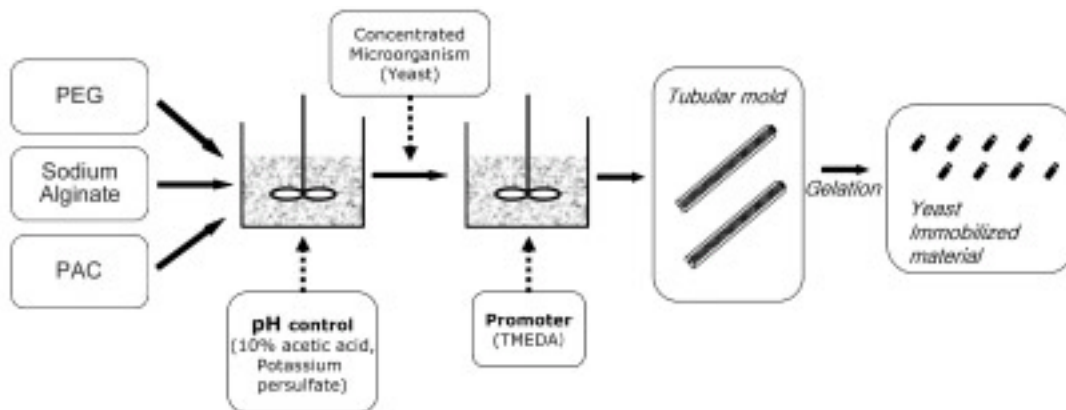 PEG
Sodium
Alginate
PAC
Concentrated
Microorganism
(Yeast)
pH control
(10% acetic acid,
Potassium
persulfate)
Promoter
(TMEDA)
Tubular mold
Gelation
Yeast
Immobilized
material